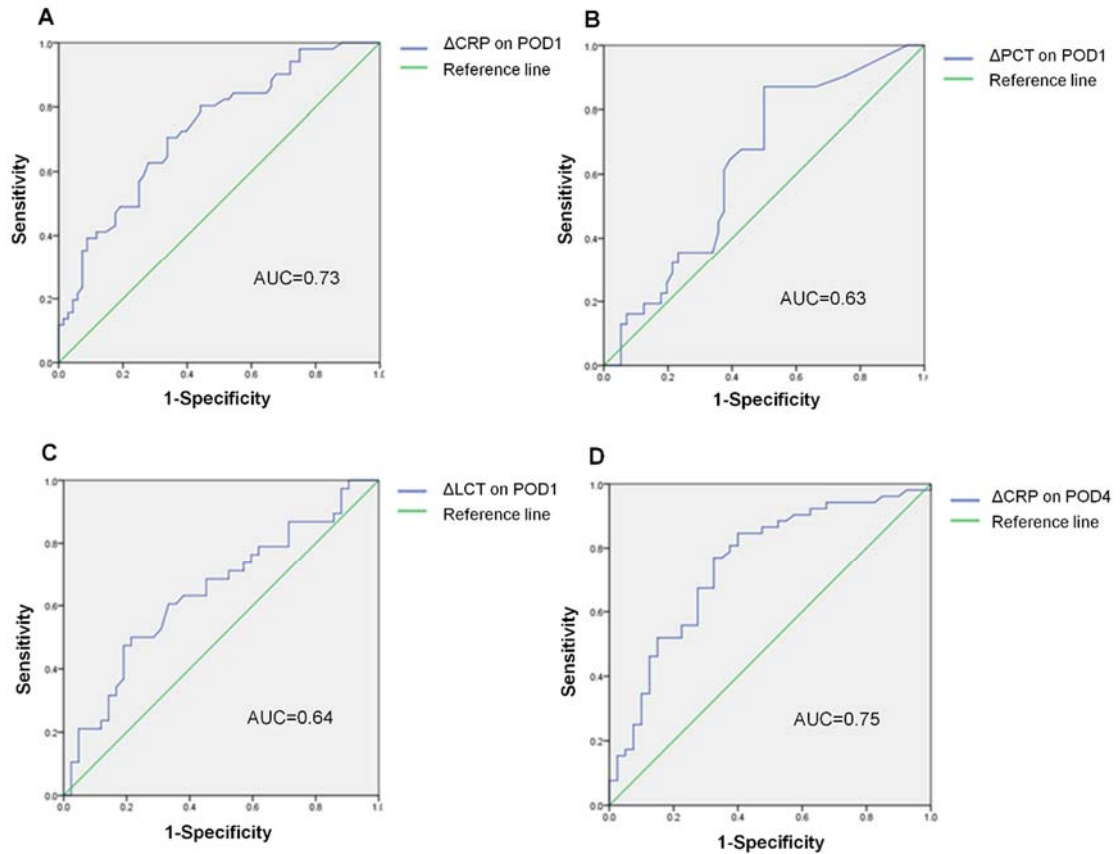 A
ΔCRP on POD1
Reference line
Sensitivity
1.0
0.8
0.6
0.4
0.2
0.0
AUC=0.73
0.0 0.2 0.4 0.6 0.8 1.0
1-Specificity
B
ΔPCT on POD1
Reference line
Sensitivity
1.0
0.8
0.6
0.4
0.2
0.0
AUC=0.63
0.0 0.2 0.4 0.6 0.8 1.0
1-Specificity
C
ΔLCT on POD1
Reference line
Sensitivity
1.0
0.8
0.6
0.4
0.2
0.0
AUC=0.64
0.0 0.2 0.4 0.6 0.8 1.0
1-Specificity
D
ΔCRP on POD4
Reference line
Sensitivity
1.0
0.8
0.6
0.4
0.2
0.0
AUC=0.75
0.0 0.2 0.4 0.6 0.8 1.0
1-Specificity